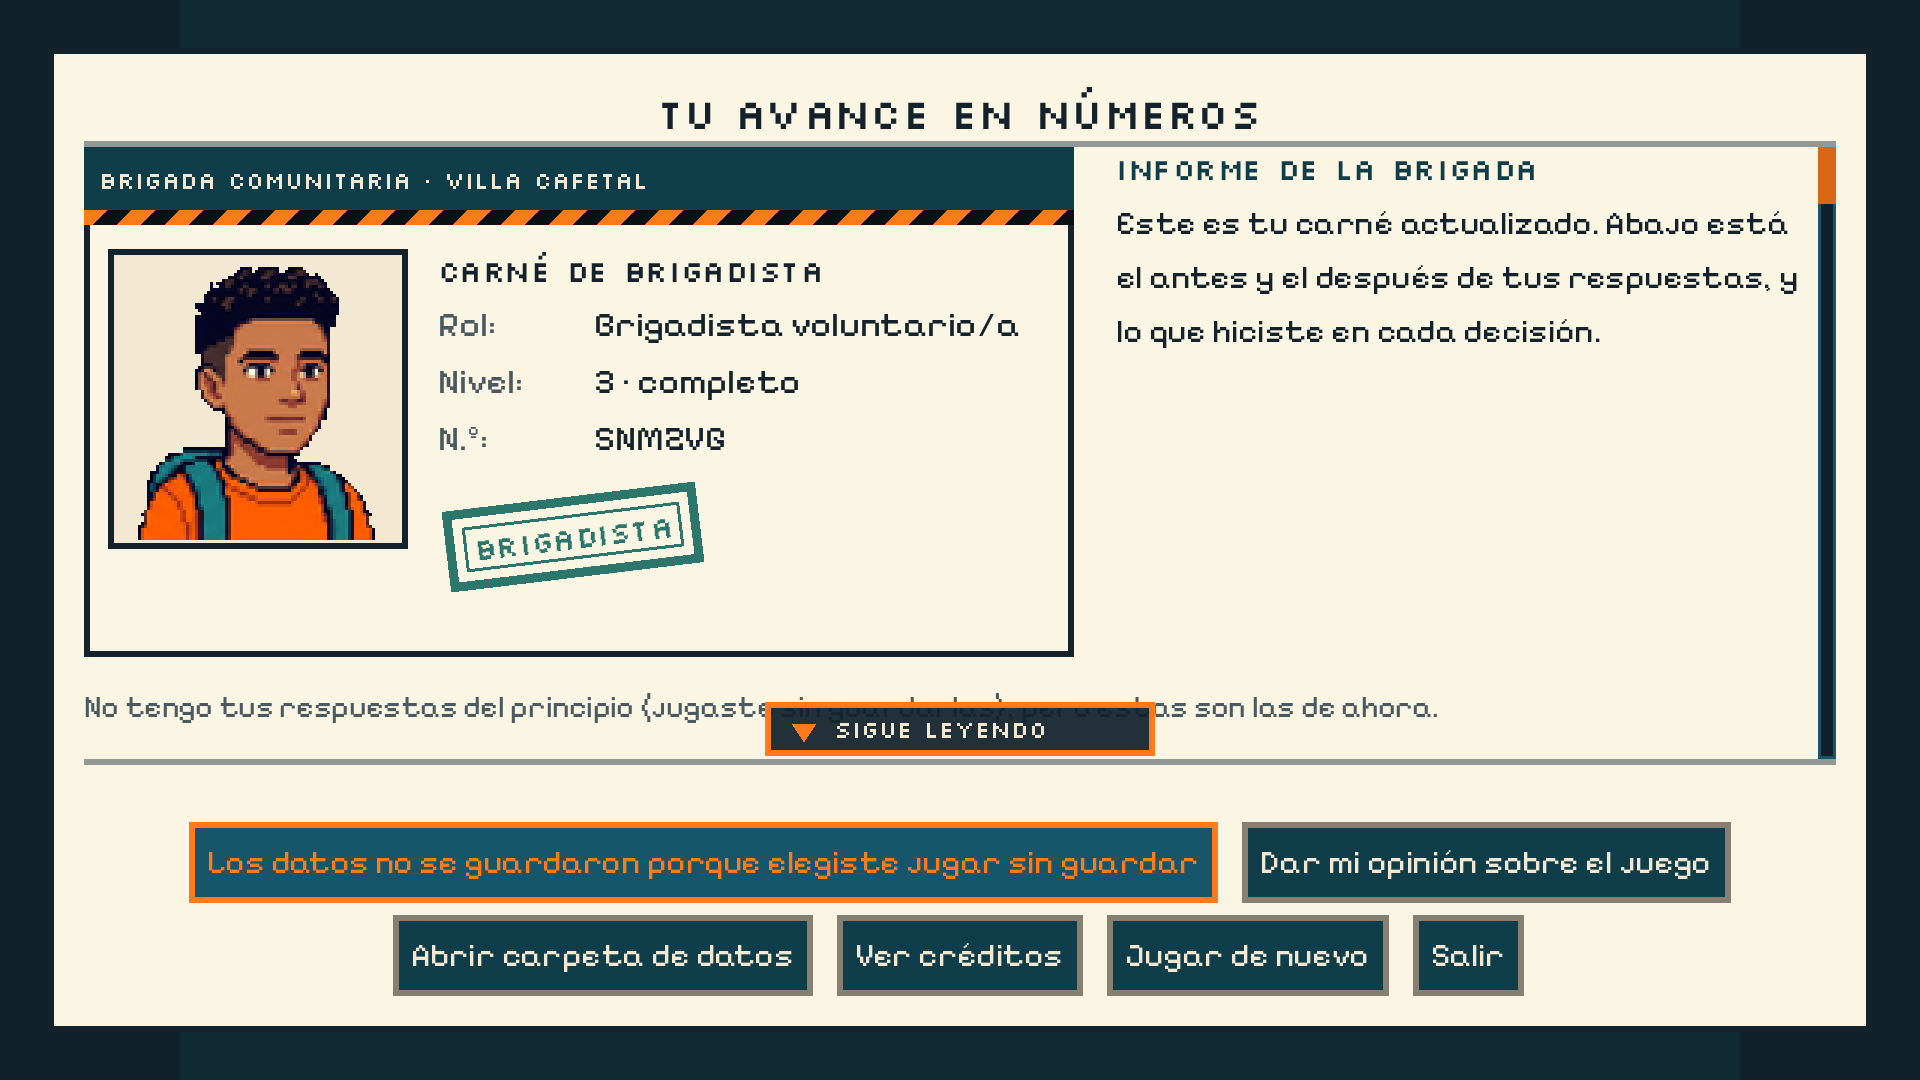 TU AVANCE EN NÚMEROS
BRIGADA COMUNITARIA · VILLA CAFETAL
CARNÉ DE BRIGADISTA
Rol: Brigadista voluntario/a
Nivel: 3 · completo
N.º: SNM2VG
BRIGADISTA
INFORME DE LA BRIGADA
Este es tu carné actualizado. Abajo está
el antes y el después de tus respuestas, y
lo que hiciste en cada decisión.
No tengo tus respuestas del principio (jugaste sin guardarlas), pero estas son las de ahora.
SIGUE LEYENDO
Los datos no se guardaron porque elegiste jugar sin guardar
Dar mi opinión sobre el juego
Abrir carpeta de datos
Ver créditos
Jugar de nuevo
Salir